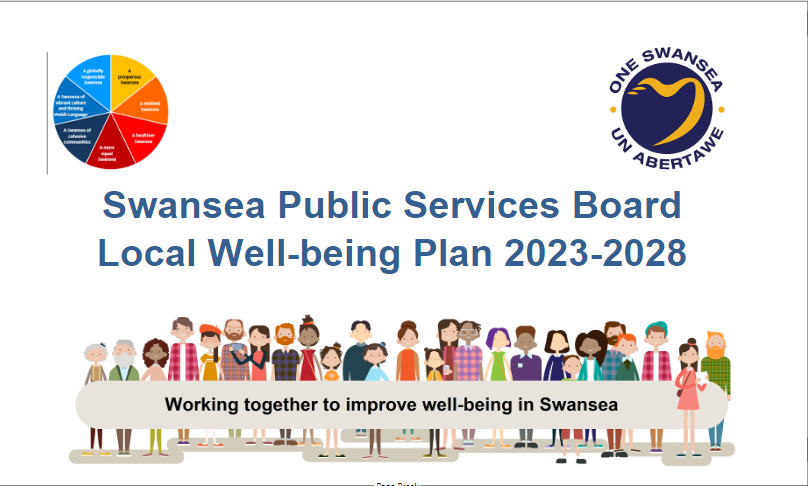 A globally
responsible
Swansea
A
prosperous
Swansea
A Swansea of
vibrant culture
and thriving
Welsh Language
A resilient
Swansea
A Swansea of
cohesive
communities
A healthier
Swansea
A more
equal
Swansea
ONE SWANSEA
UN ABERTAWE
Swansea Public Services Board
Local Well-being Plan 2023-2028
Working together to improve well-being in Swansea